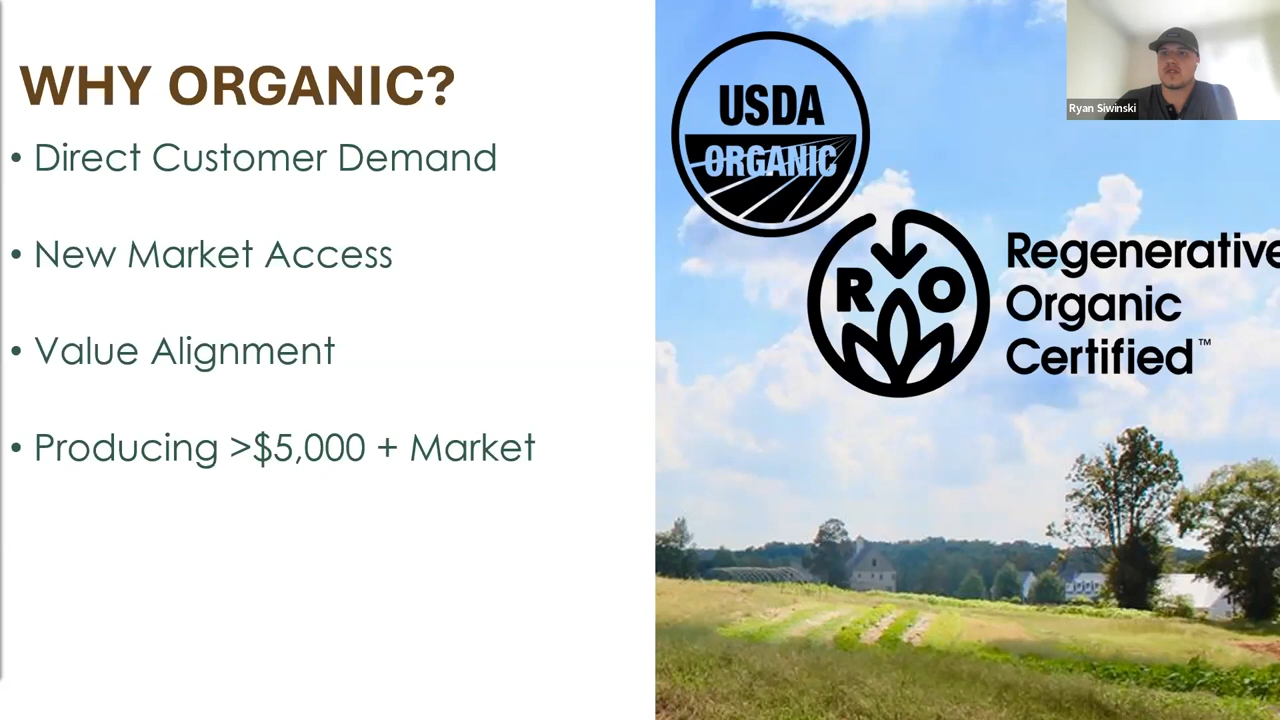 WHY ORGANIC?
• Direct Customer Demand
• New Market Access
• Value Alignment
• Producing >$5,000 + Market
USDA
ORGANIC
R O
Regenerative
Organic
Certified™
Ryan Siwinski